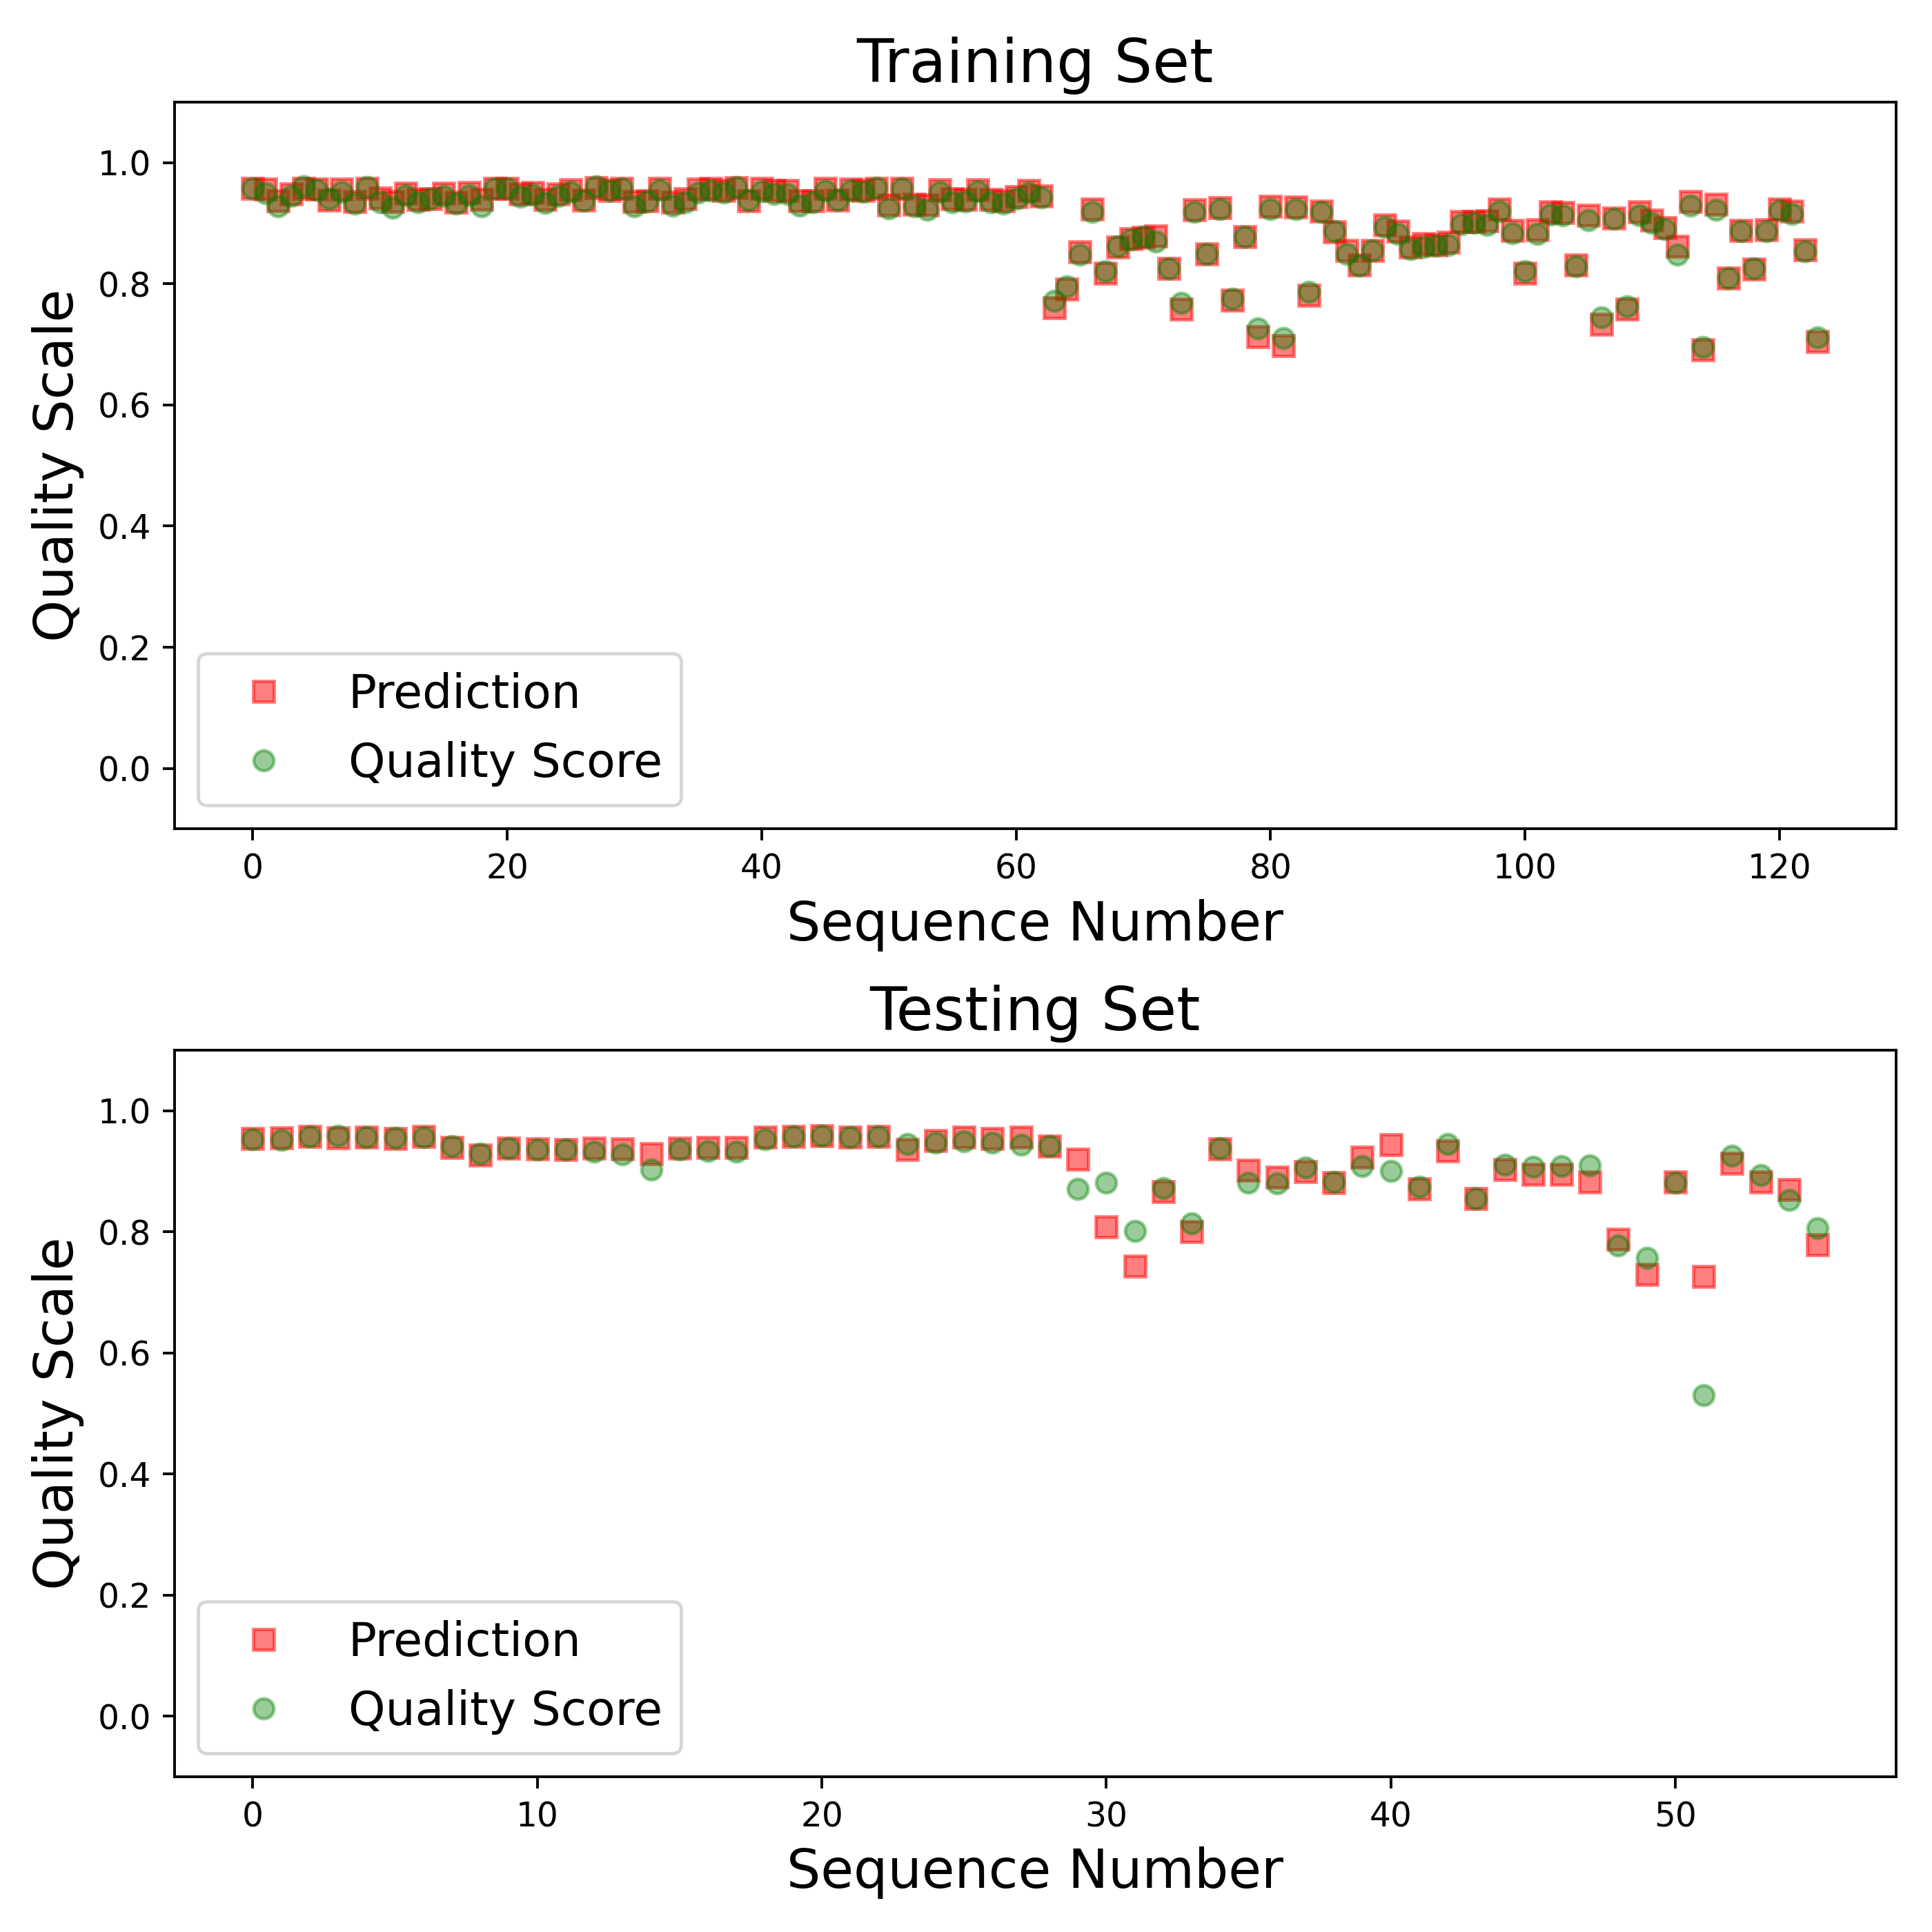 Training Set
1.0
0.8
0.6
0.4
0.2
0.0
Quality Scale
Prediction
Quality Score
0 20 40 60 80 100 120
Sequence Number
Testing Set
1.0
0.8
0.6
0.4
0.2
0.0
Quality Scale
Prediction
Quality Score
0 10 20 30 40 50
Sequence Number